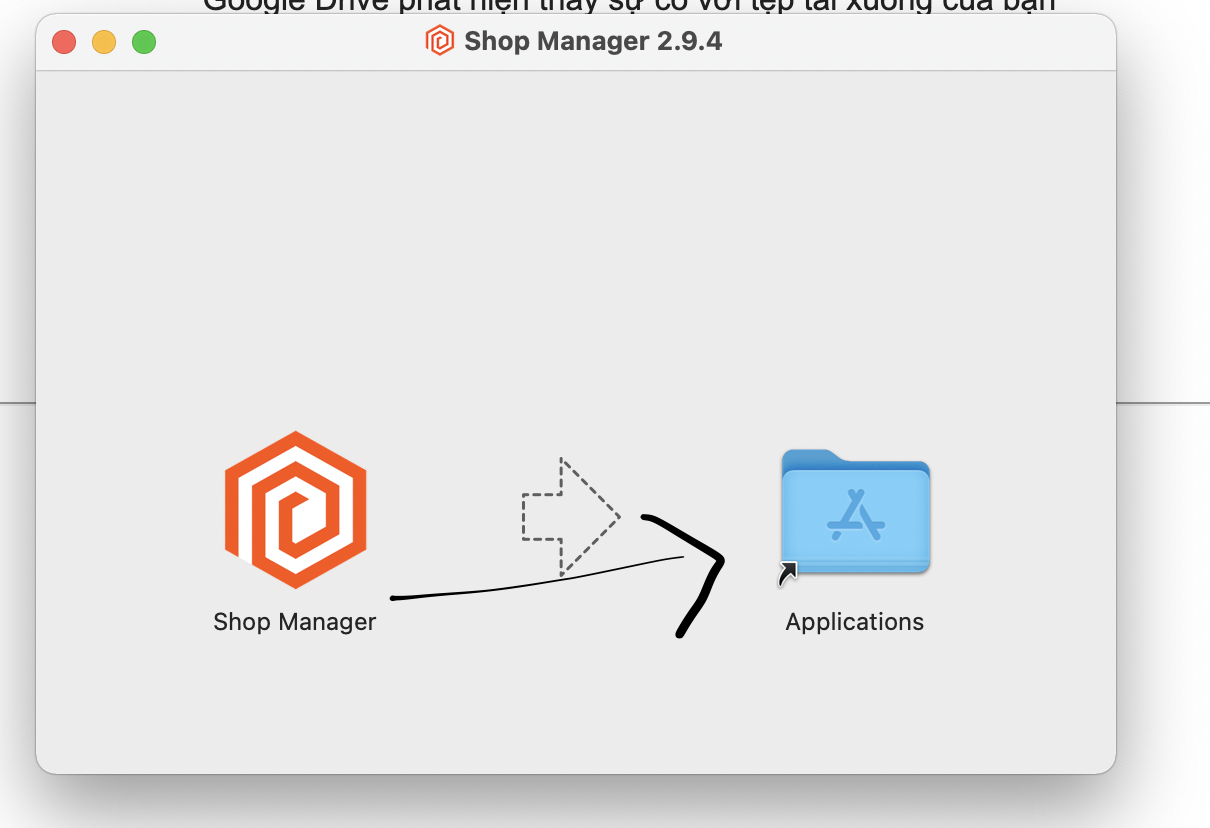 Google Drive phát hiện thấy sự cố với tệp tải xuống của bạn
Shop Manager 2.9.4
Shop Manager
Applications